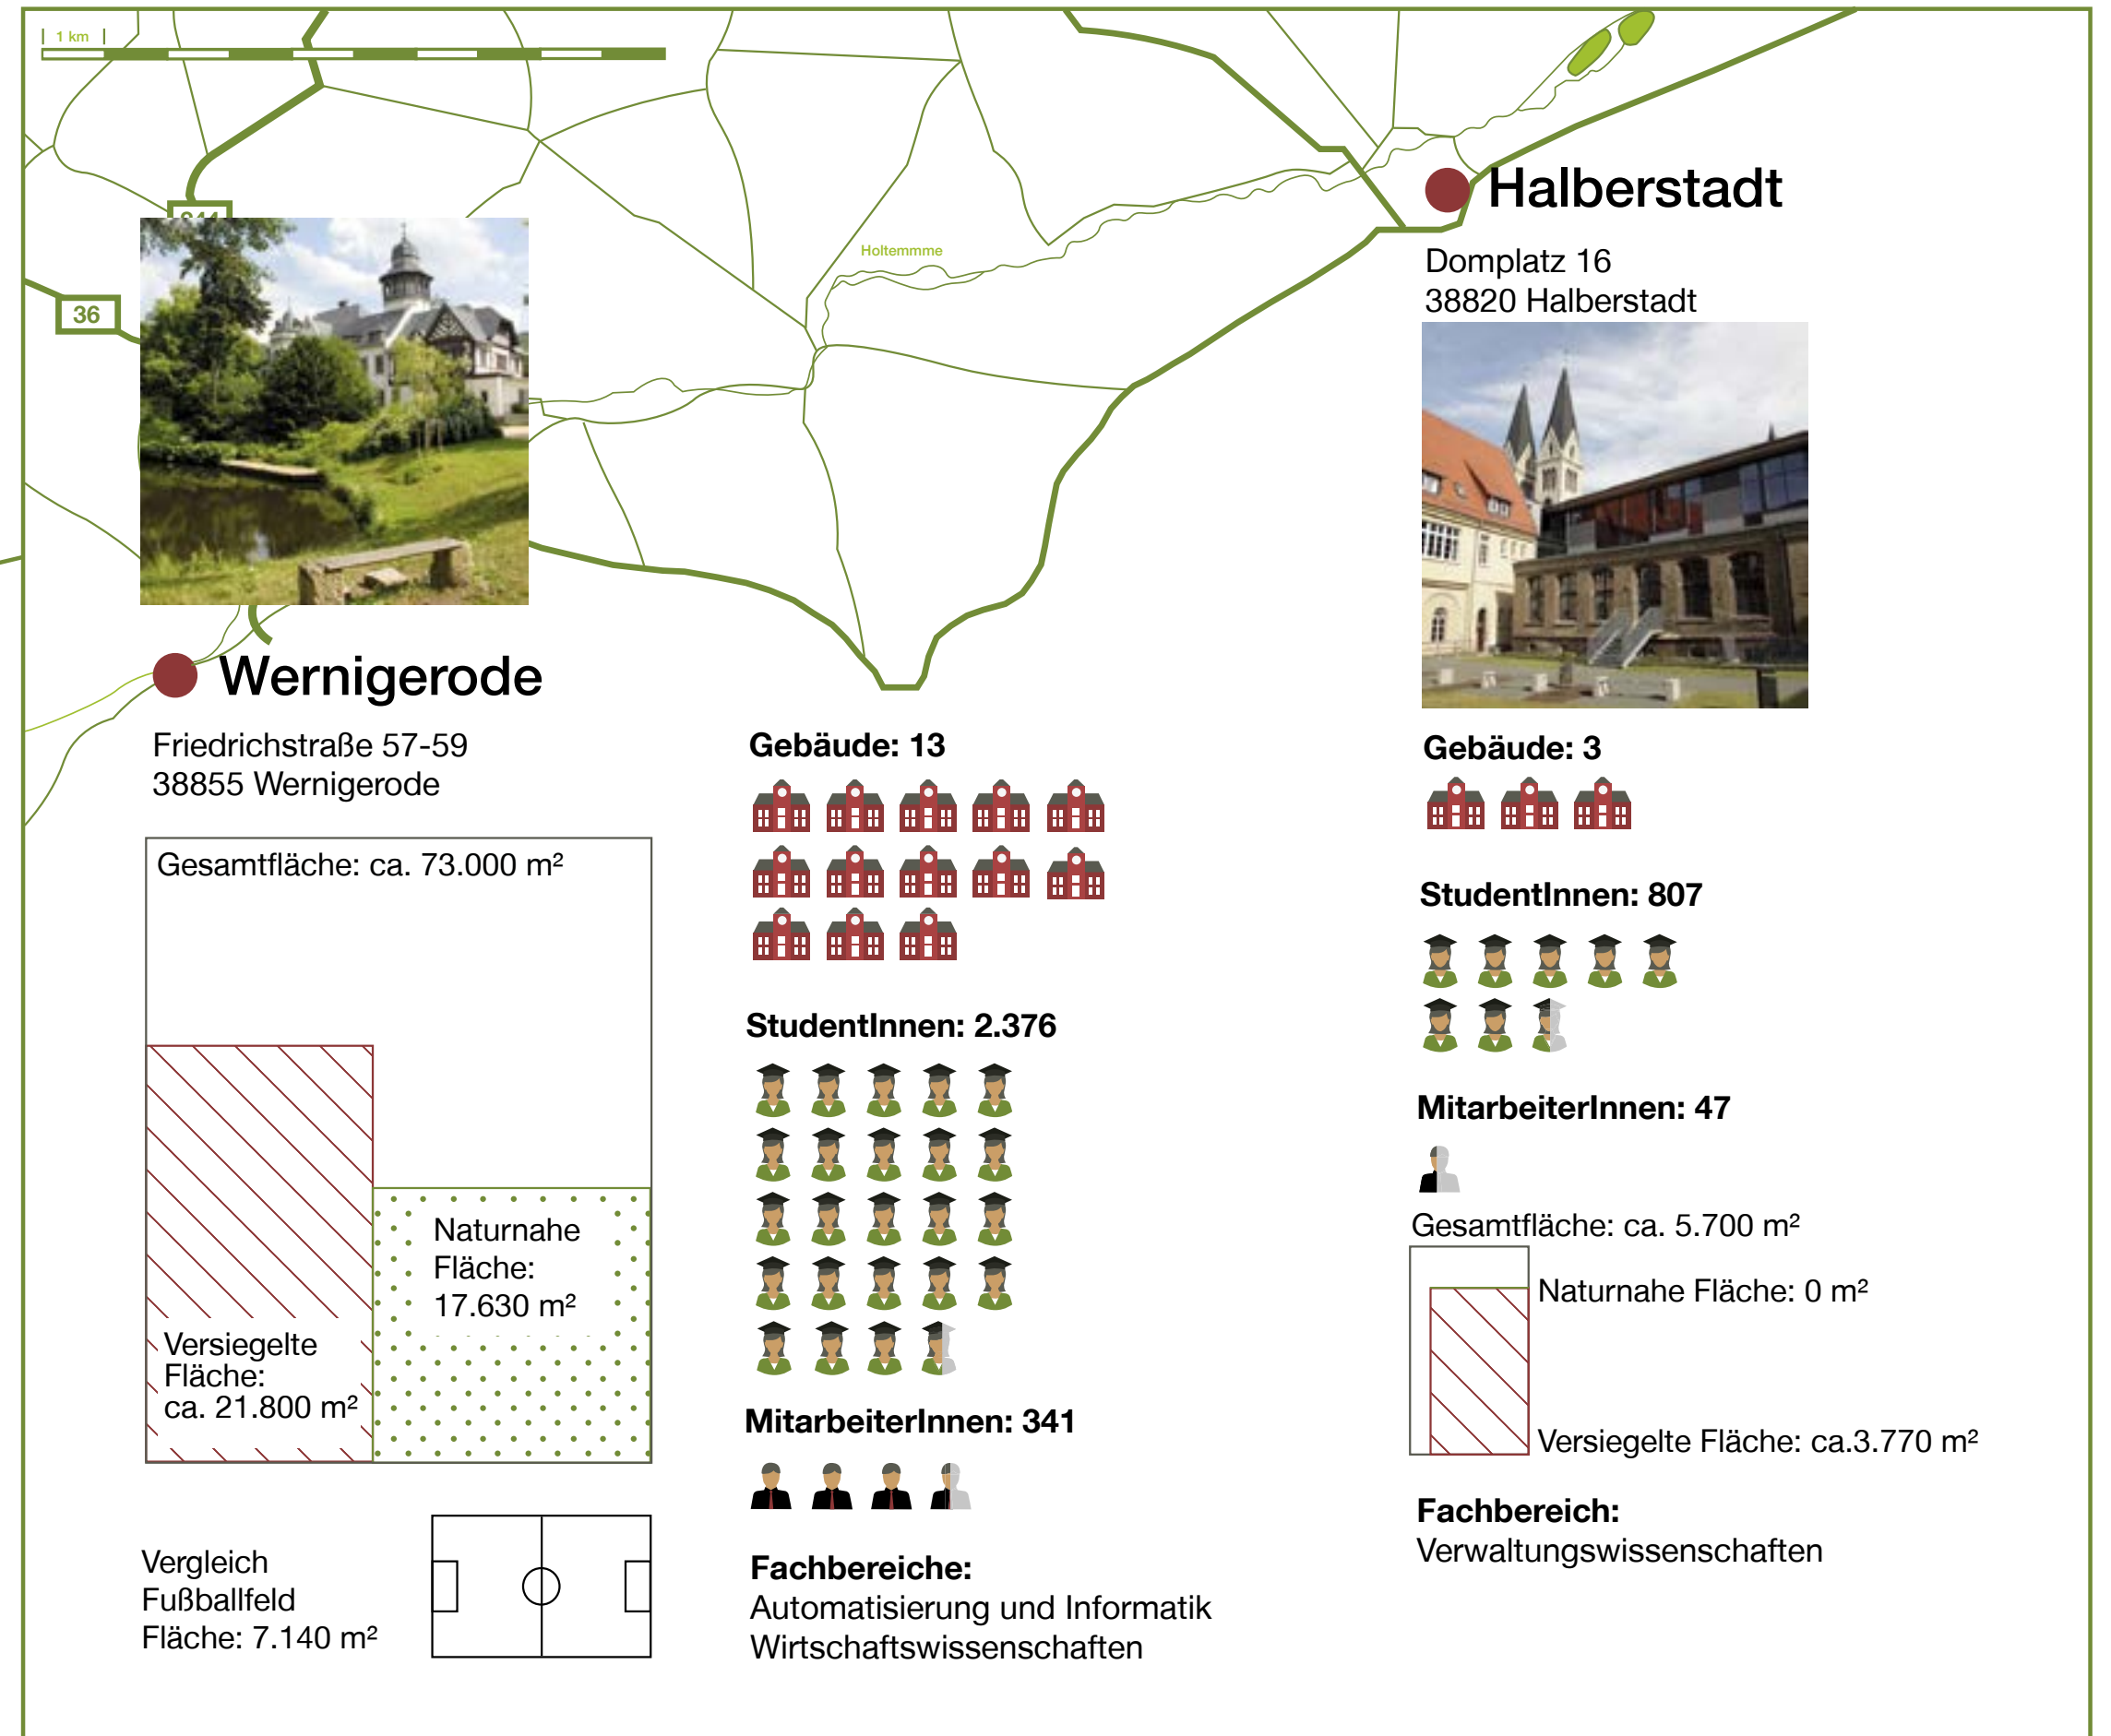 1 km
Halberstadt
Domplatz 16
38820 Halberstadt
Holtemmme
36
Wernigerode
Friedrichstraße 57-59
38855 Wernigerode
Gesamtfläche: ca. 73.000 m²
Versiegelte
Fläche:
ca. 21.800 m²
Naturnahe
Fläche:
17.630 m²
Vergleich
Fußballfeld
Fläche: 7.140 m²
Gebäude: 13
StudentInnen: 2.376
MitarbeiterInnen: 341
Fachbereiche:
Automatisierung und Informatik
Wirtschaftswissenschaften
Gebäude: 3
StudentInnen: 807
MitarbeiterInnen: 47
Gesamtfläche: ca. 5.700 m²
Naturnahe Fläche: 0 m²
Versiegelte Fläche: ca.3.770 m²
Fachbereich:
Verwaltungswissenschaften